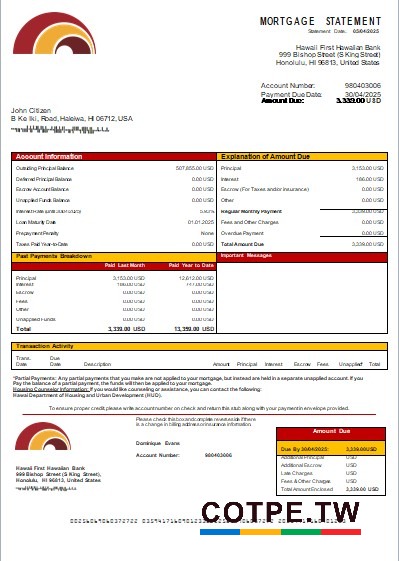 MORTGAGE STATEMENT
Statement Date: 05/04/2025
Hawaii First Hawaiian Bank
999 Bishop Street (S King Street)
Honolulu, HI 96813, United States
Account Number: 980403006
Payment Due Date: 30/04/2025
Amount Due: 3,339.00 USD
John Citizen
B Ke Iki, Road, Haleiwa, HI 06712, USA
Account Information
Outstanding Principal Balance 507,855.00 USD
Deferred Principal Balance 0.00 USD
Escrow Account Balance 0.00 USD
Unapplied Funds Balance 0.00 USD
Loan Maturity Date 01.01.2025
Prepayment Penalty None
Taxes Paid Year-to-Date 0.00 USD
Explanation of Amount Due
Principal 3,153.00 USD
Interest 186.00 USD
Escrow (For Taxes and/or Insurance) 0.00 USD
Other 0.00 USD
Regular Monthly Payment 3,339.00 USD
Fees and Other Charges 0.00 USD
Overdue Payment 0.00 USD
Total Amount Due 3,339.00 USD
Past Payments Breakdown
Paid Last Month Paid Year to Date
Principal 3,153.00 USD 12,612.00 USD
Interest 186.00 USD 747.00 USD
Escrow 0.00 USD 0.00 USD
Fees 0.00 USD 0.00 USD
Other 0.00 USD 0.00 USD
Unapplied Funds 0.00 USD 0.00 USD
Total 3,339.00 USD 13,359.00 USD
Important Messages
Transaction Activity
Trans. Date Due Date Description Amount Principal Interest Escrow Fees Unapplied* Total
*Partial Payments: Any partial payments that you make are not applied to your mortgage, but instead are held in a separate unapplied account. If you
Pay the balance of a partial payment, the funds will then be applied to your mortgage.
Housing Counselor Information: If you would like counseling or assistance, you can contact the following:
Hawaii Department of Housing and Urban Development (HUD).
To ensure proper credit, please write account number on check and return this stub along with your payment in envelope provided.
Please check this box and complete reverse side if there
is a change in billing address or insurance information.
Dominique Evans
Account Number: 980403006
Hawaii First Hawaiian Bank
999 Bishop Street (S King Street),
Honolulu, HI 96813, United States
Amount Due
Due By 30/04/2025: 3,339.00 USD
Additional Principal USD
Additional Escrow USD
Late Charges USD
Fees & Other Charges USD
Total Amount Enclosed 3,339.00 USD
COTPE.TW